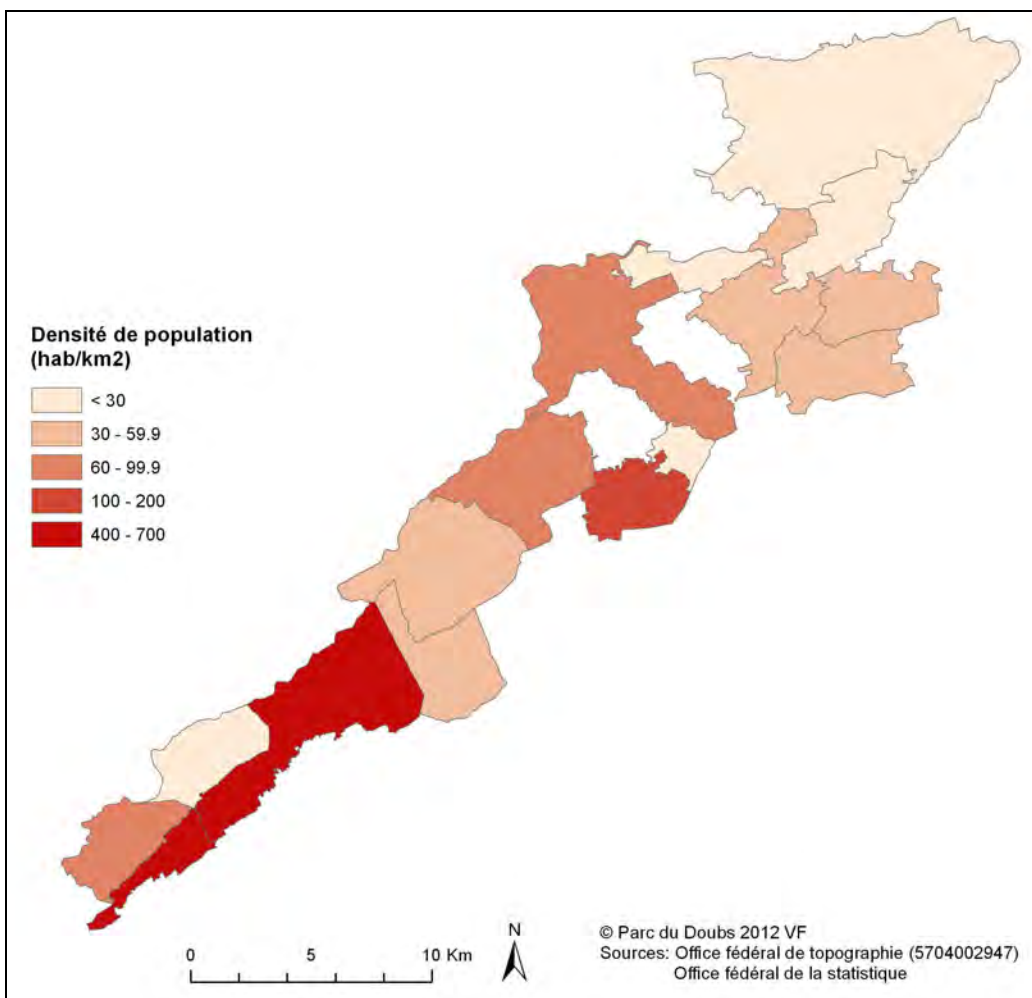 Densité de population
(hab/km2)
< 30
30 - 59.9
60 - 99.9
100 - 200
400 - 700
N
0 5 10 Km
© Parc du Doubs 2012 VF
Sources: Office fédéral de topographie (5704002947)
Office fédéral de la statistique